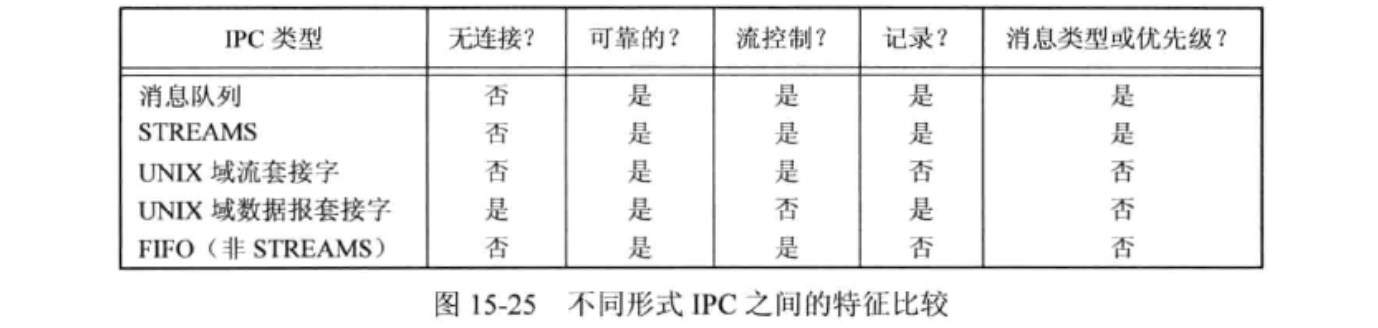 IPC 类型 无连接? 可靠的? 流控制? 记录? 消息类型或优先级?
消息队列 否 是 是 是 是
STREAMS 否 是 是 是 是
UNIX 域流套接字 否 是 是 否 否
UNIX 域数据报套接字 是 是 否 是 否
FIFO（非 STREAMS） 否 是 是 否 否
图 15-25 不同形式 IPC 之间的特征比较